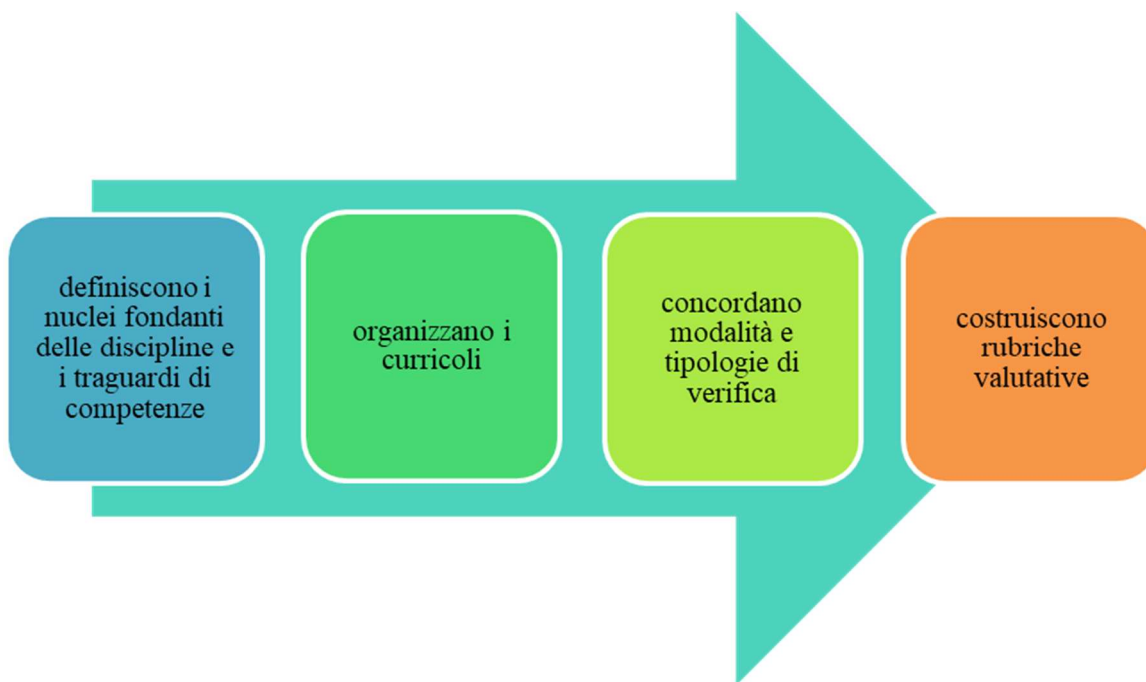 definiscono i
nuclei fondanti
delle discipline e
i traguardi di
competenze
organizzano i
curricoli
concordano
modalità e
tipologie di
verifica
costruiscono
rubriche
valutative